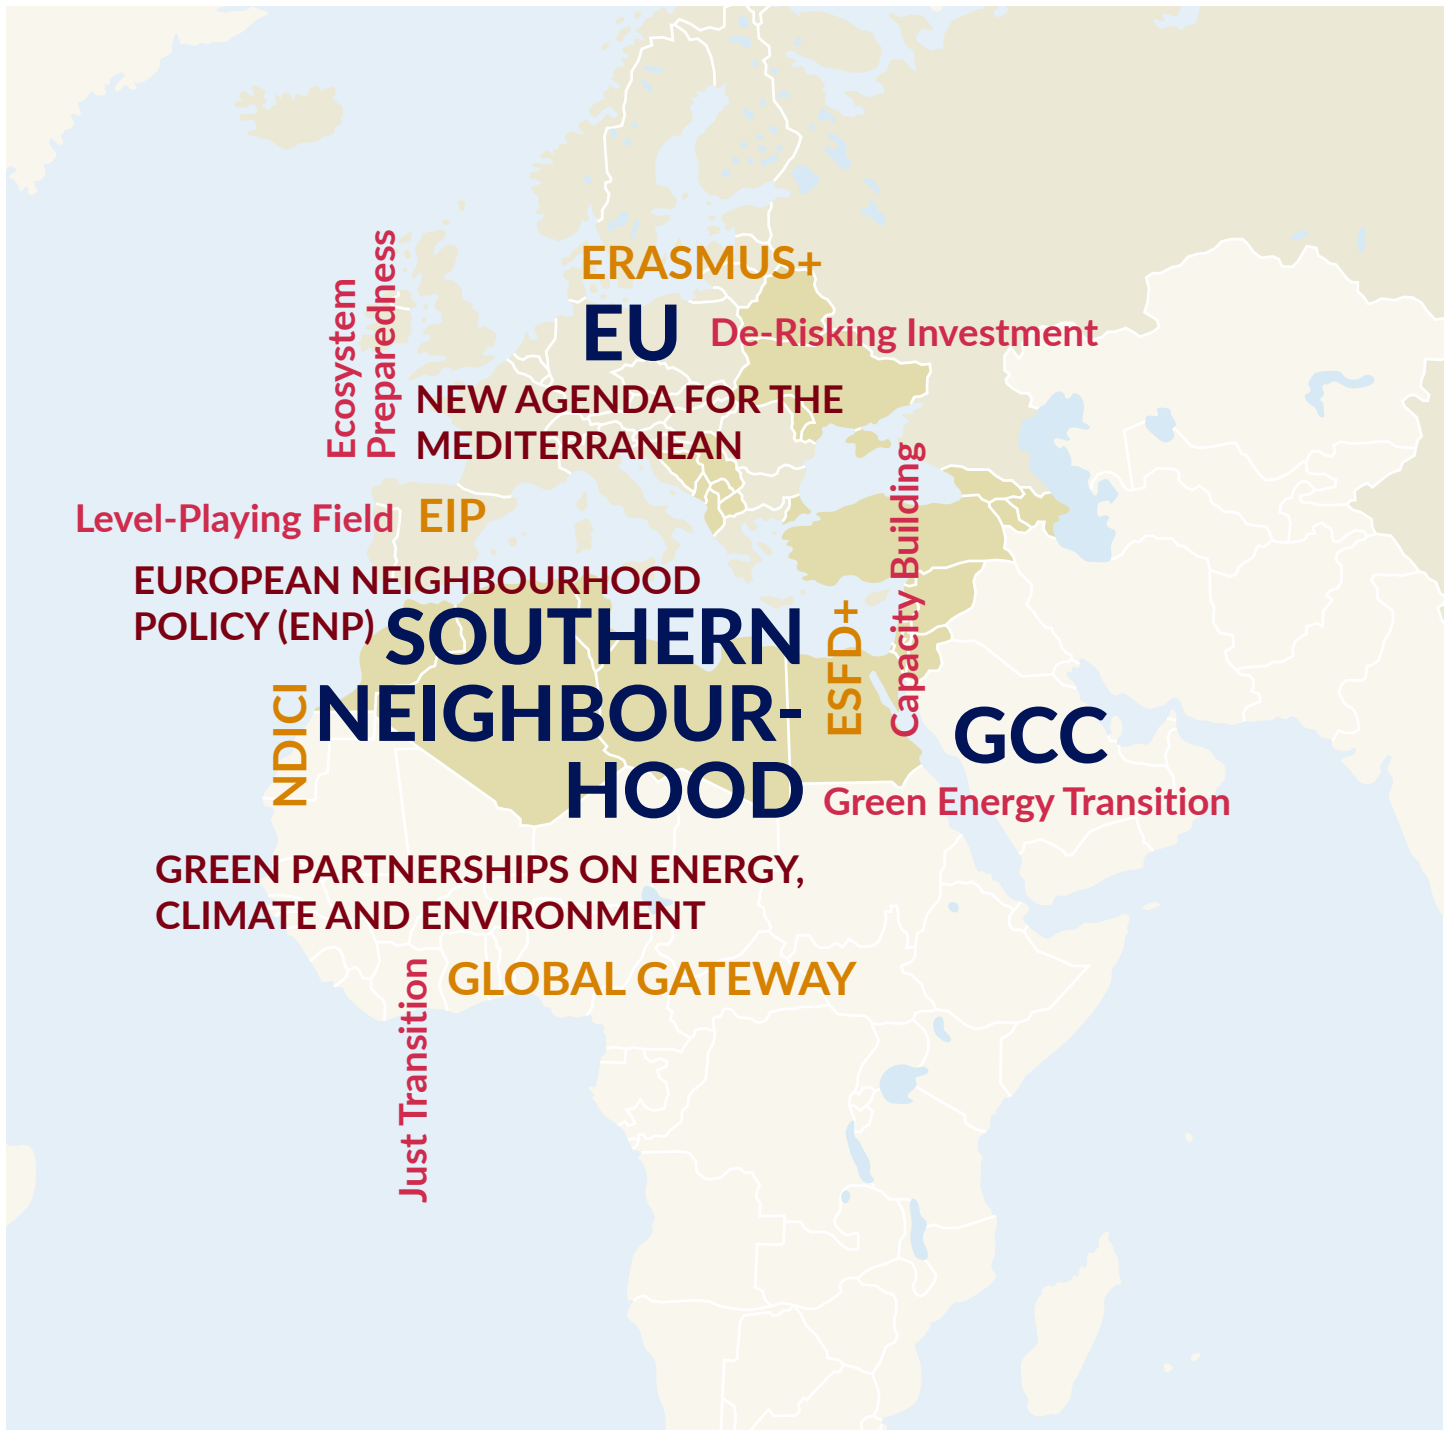 ERASMUS+
EU
De-Risking Investment
Ecosystem
Preparedness
NEW AGENDA FOR THE
MEDITERRANEAN
Level-Playing Field
EIP
Capacity Building
EUROPEAN NEIGHBOURHOOD
POLICY (ENP)
SOUTHERN
NEIGHBOUR-
HOOD
ESFD+
NDICI
GCC
Green Energy Transition
GREEN PARTNERSHIPS ON ENERGY,
CLIMATE AND ENVIRONMENT
GLOBAL GATEWAY
Just Transition